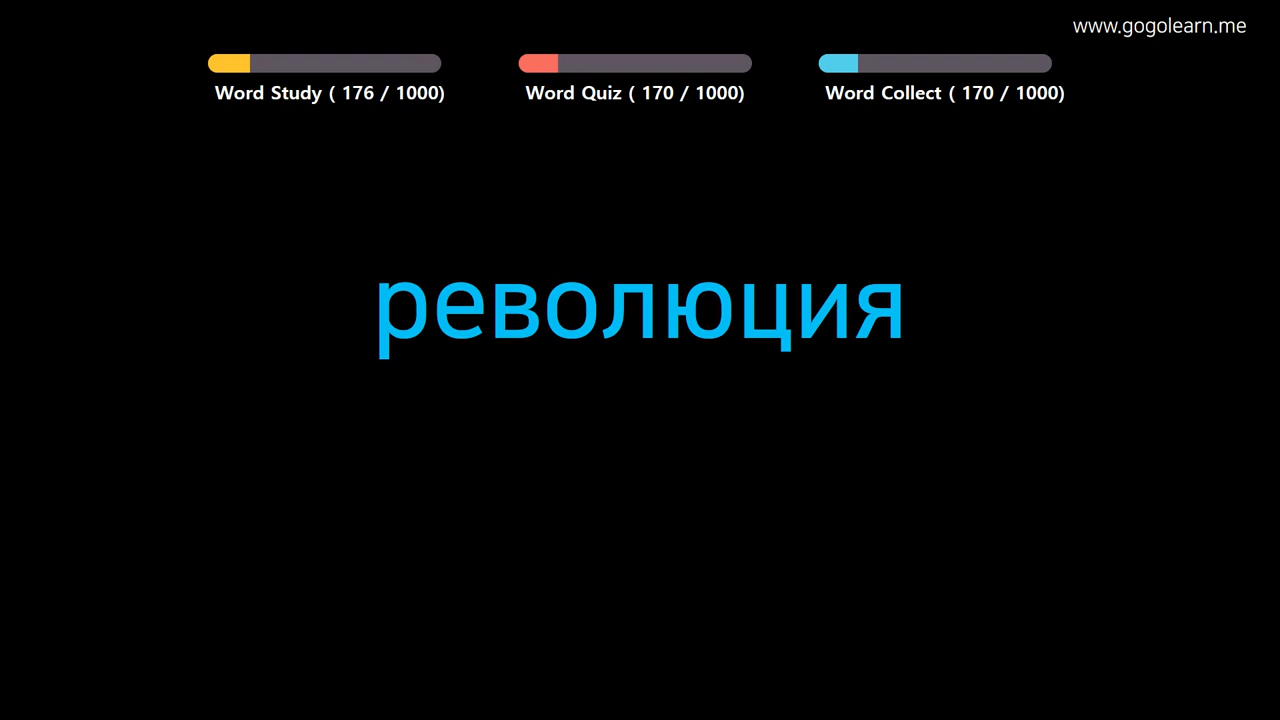 www.gogolearn.me
Word Study ( 176 / 1000)
Word Quiz ( 170 / 1000)
Word Collect ( 170 / 1000)
революция